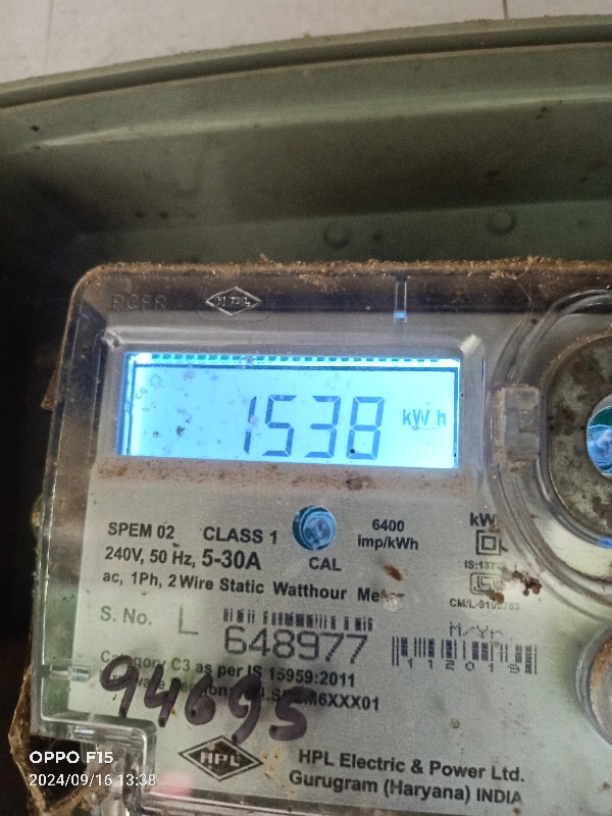 HPL
1538 kWh
SPEM 02 CLASS 1
6400
imp/kWh
240V, 50 Hz, 5-30A
CAL
ac, 1Ph, 2 Wire Static Watthour
S. No. L
648977
M/Yr.
Category C3 as per IS 15959:2011
94695
HPL
HPL Electric & Power Ltd.
Gurugram (Haryana) INDIA
OPPO F15
2024/09/16 13:38